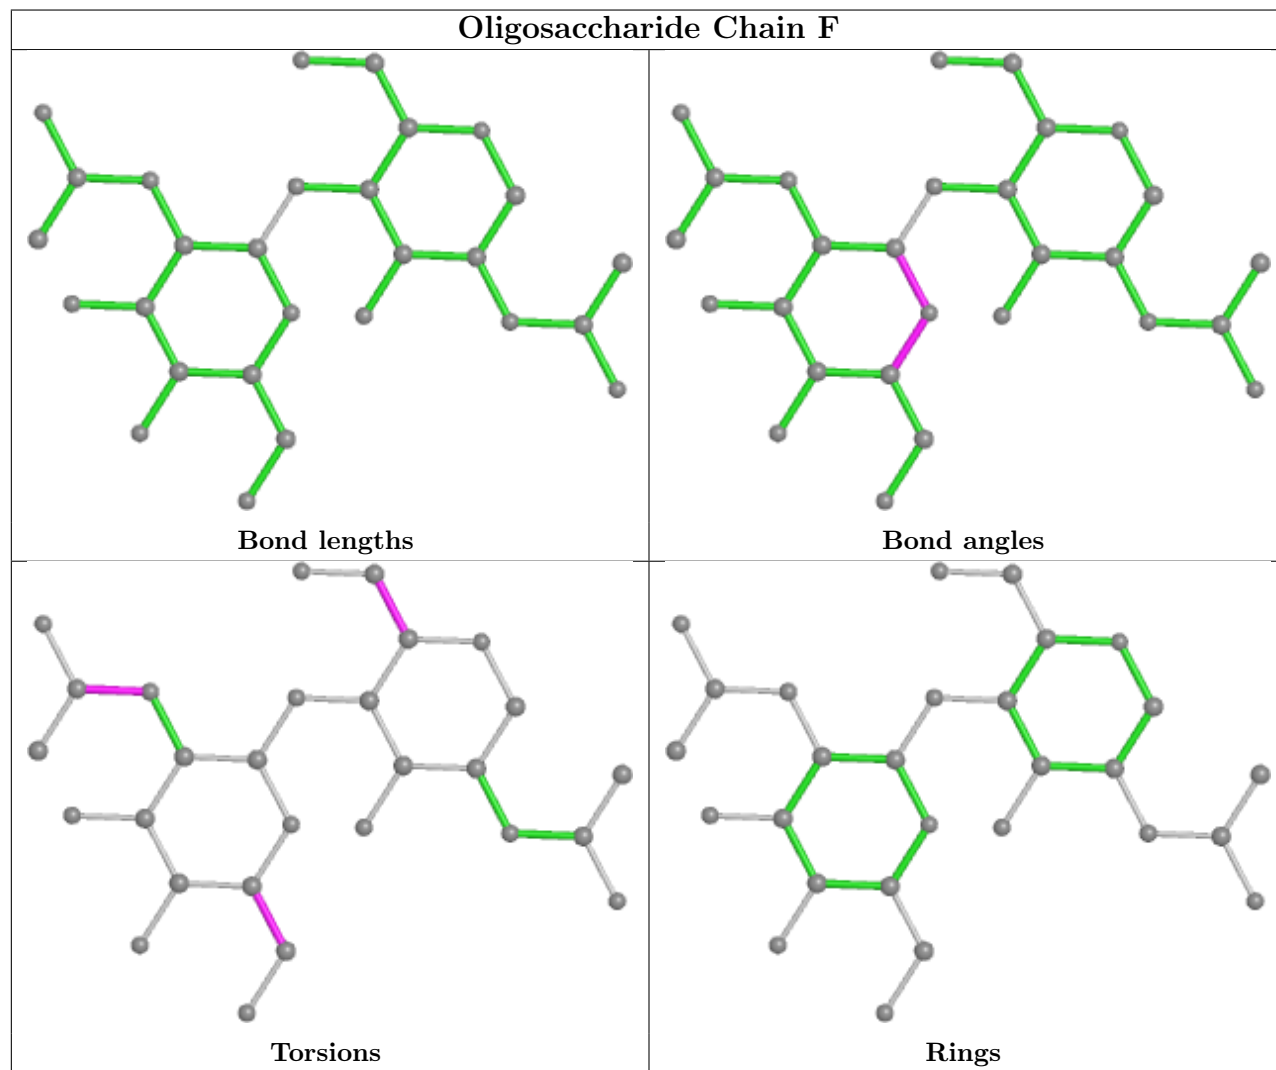 Oligosaccharide Chain F
Bond lengths
Bond angles
Torsions
Rings